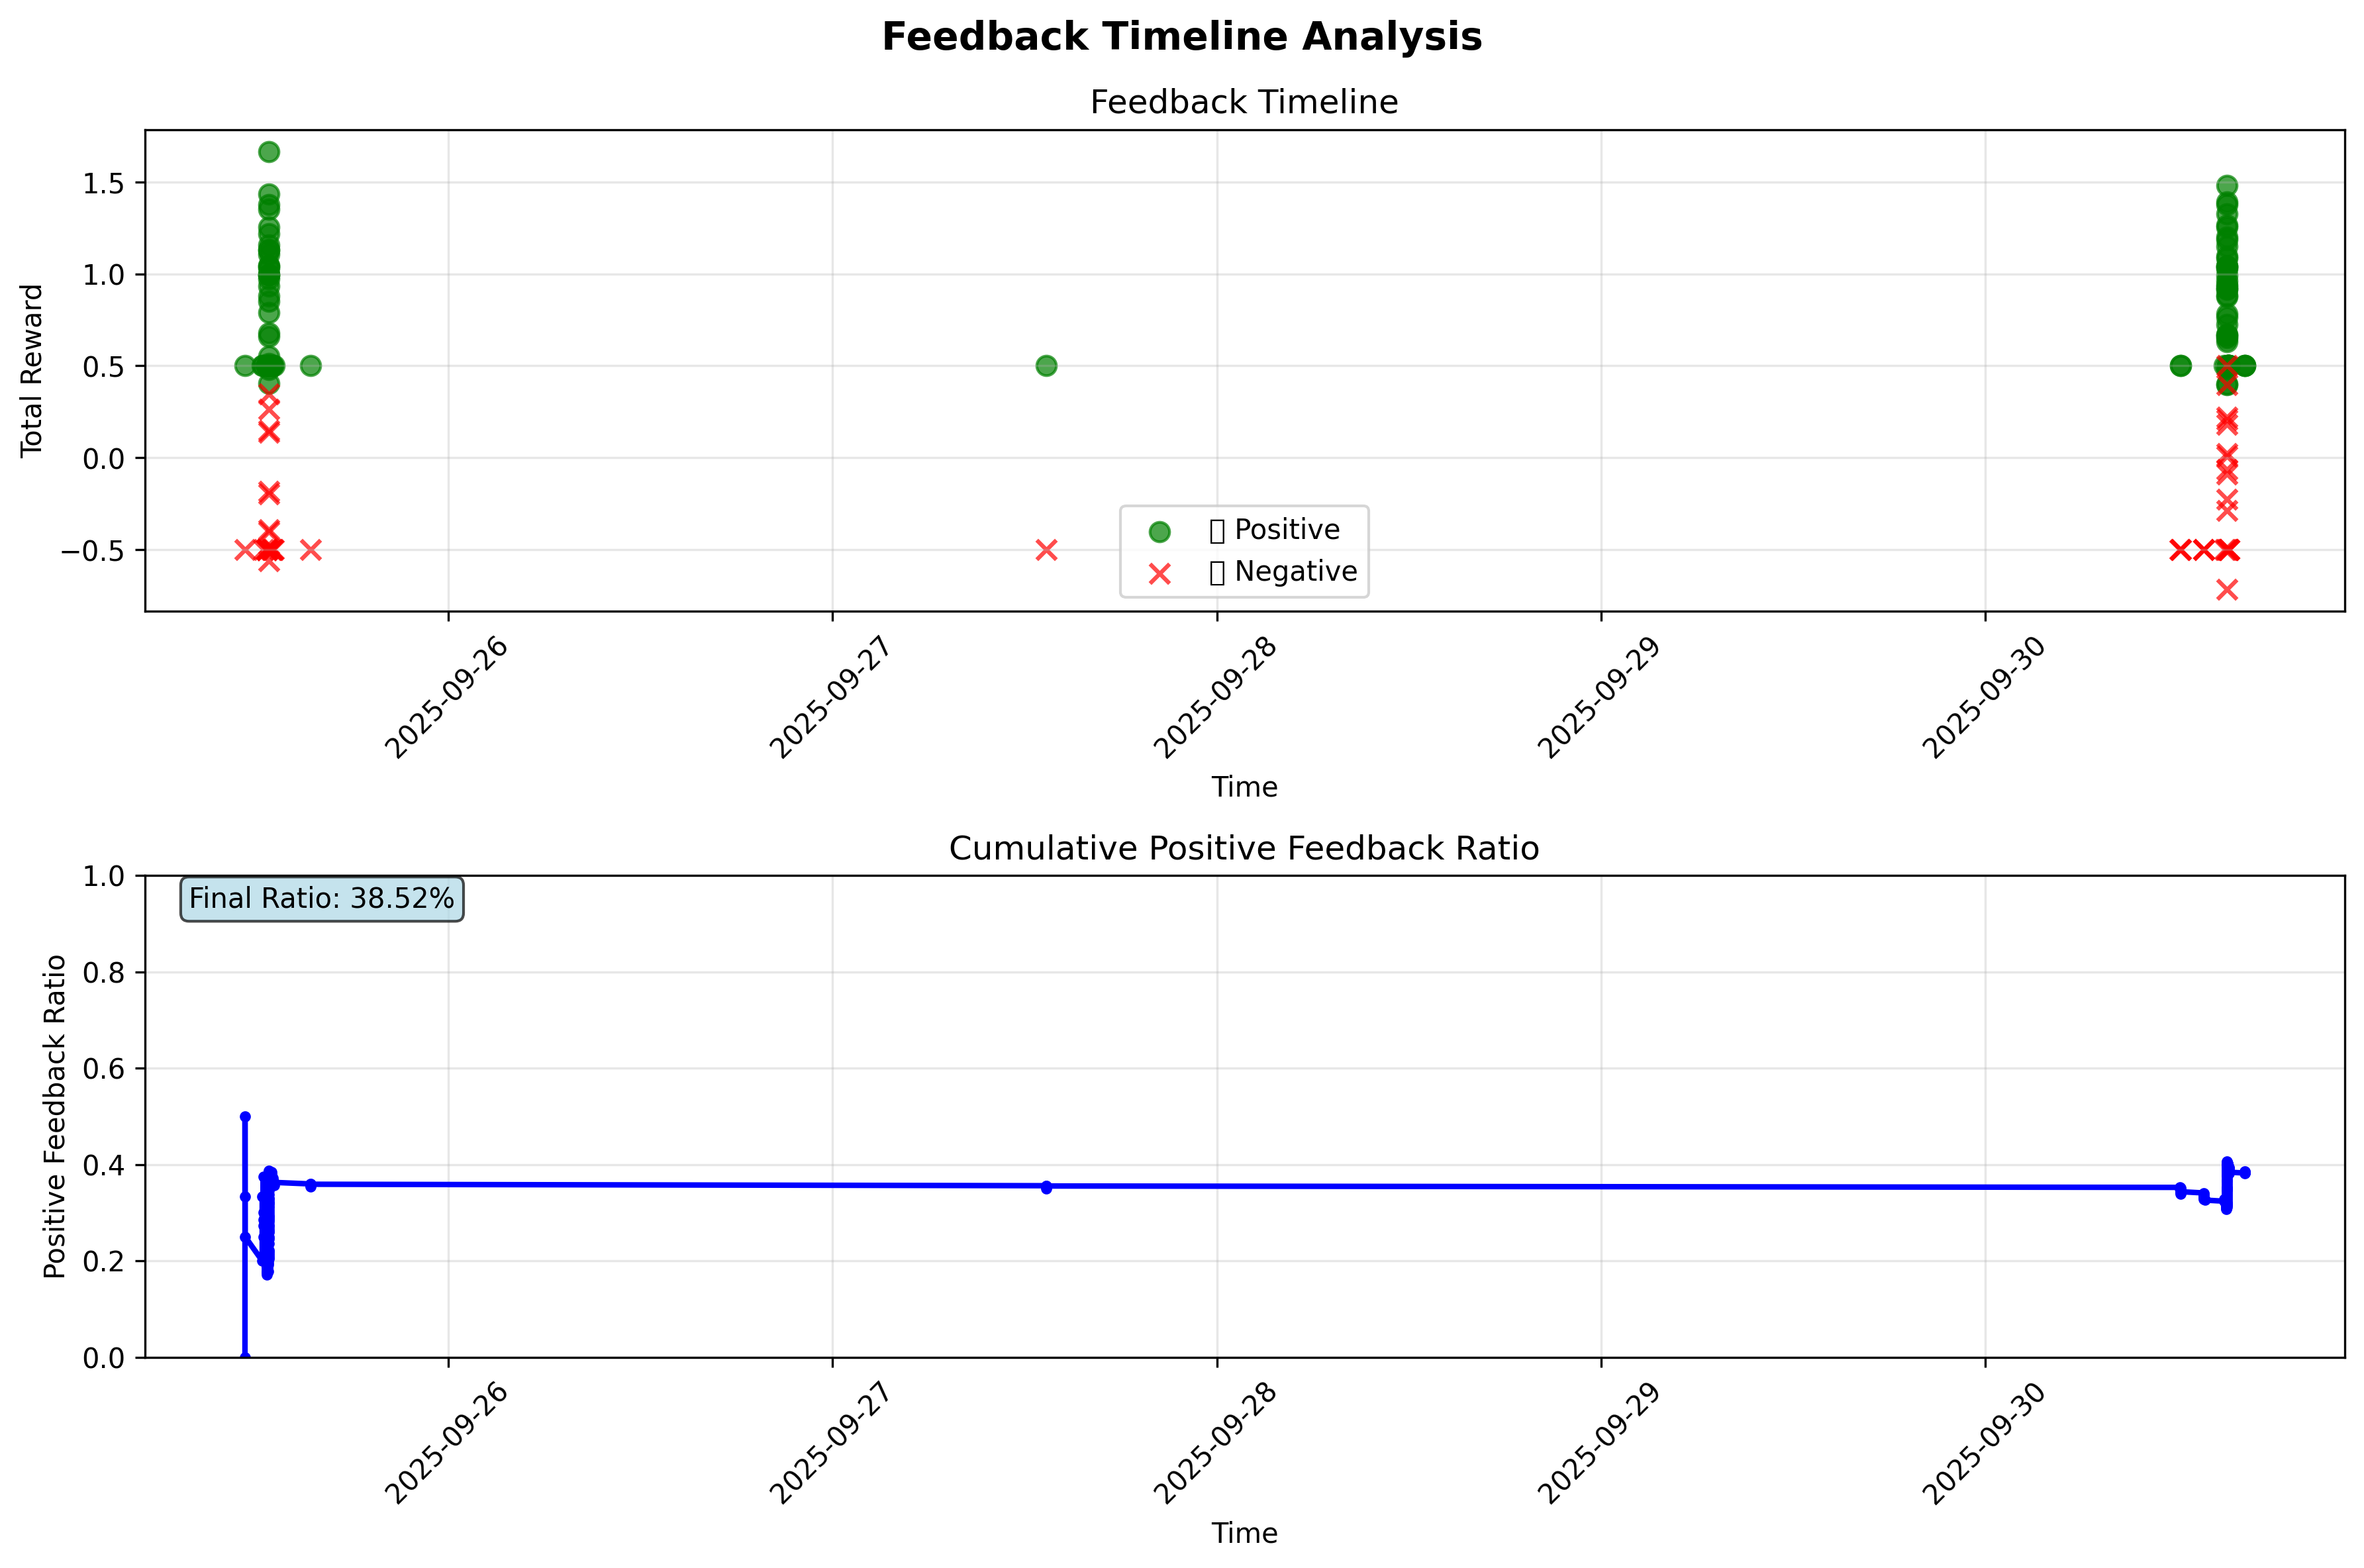 Feedback Timeline Analysis
Feedback Timeline
Total Reward
1.5
1.0
0.5
0.0
−0.5
Positive
Negative
2025-09-26
2025-09-27
2025-09-28
2025-09-29
2025-09-30
Time
Cumulative Positive Feedback Ratio
Positive Feedback Ratio
1.0
0.8
0.6
0.4
0.2
0.0
Final Ratio: 38.52%
2025-09-26
2025-09-27
2025-09-28
2025-09-29
2025-09-30
Time